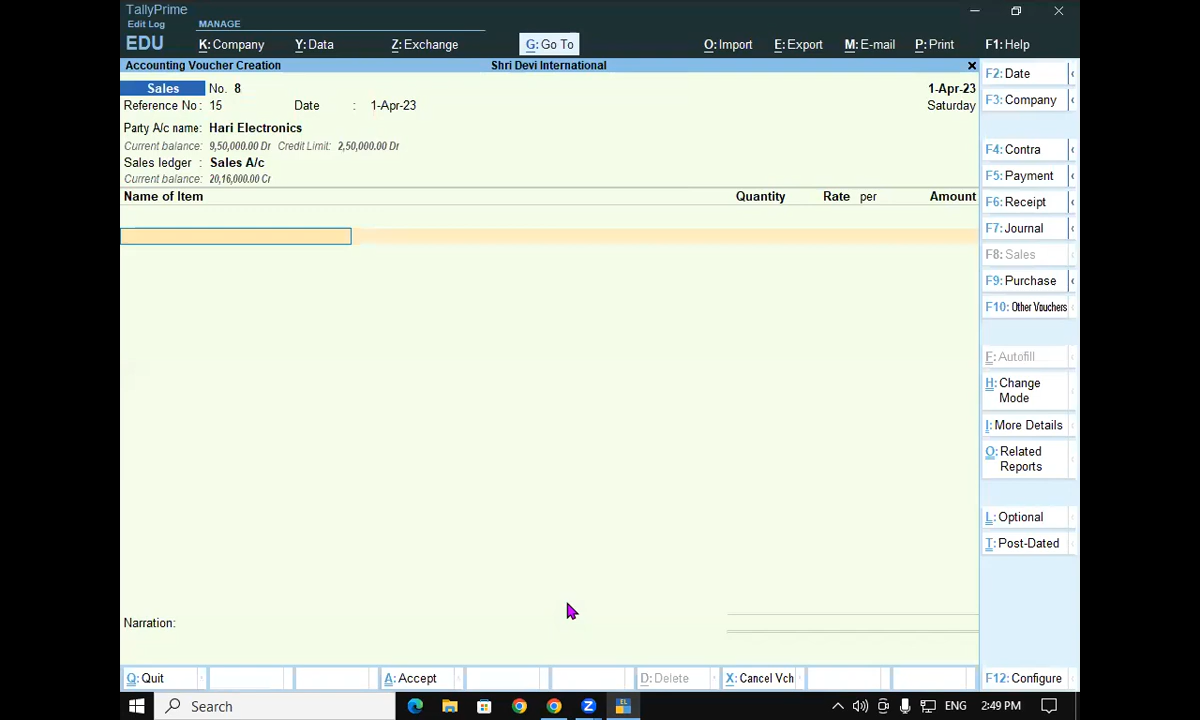 TallyPrime
Edit Log
MANAGE
EDU
K: Company
Y: Data
Z: Exchange
G: Go To
O: Import
E: Export
M: E-mail
P: Print
F1: Help
Accounting Voucher Creation
Shri Devi International
Sales No. 8
1-Apr-23
Reference No : 15 Date : 1-Apr-23
Saturday
Party A/c name: Hari Electronics
Current balance: 9,50,000.00 Dr Credit Limit: 2,50,000.00 Dr
Sales ledger : Sales A/c
Current balance: 20,16,000.00 Cr
Name of Item Quantity Rate per Amount
Narration:
F2: Date
F3: Company
F4: Contra
F5: Payment
F6: Receipt
F7: Journal
F8: Sales
F9: Purchase
F10: Other Vouchers
F: Autofill
H: Change
Mode
I: More Details
O: Related
Reports
L: Optional
T: Post-Dated
F12: Configure
Q: Quit
A: Accept
D: Delete
X: Cancel Vch
Search
ENG
2:49 PM